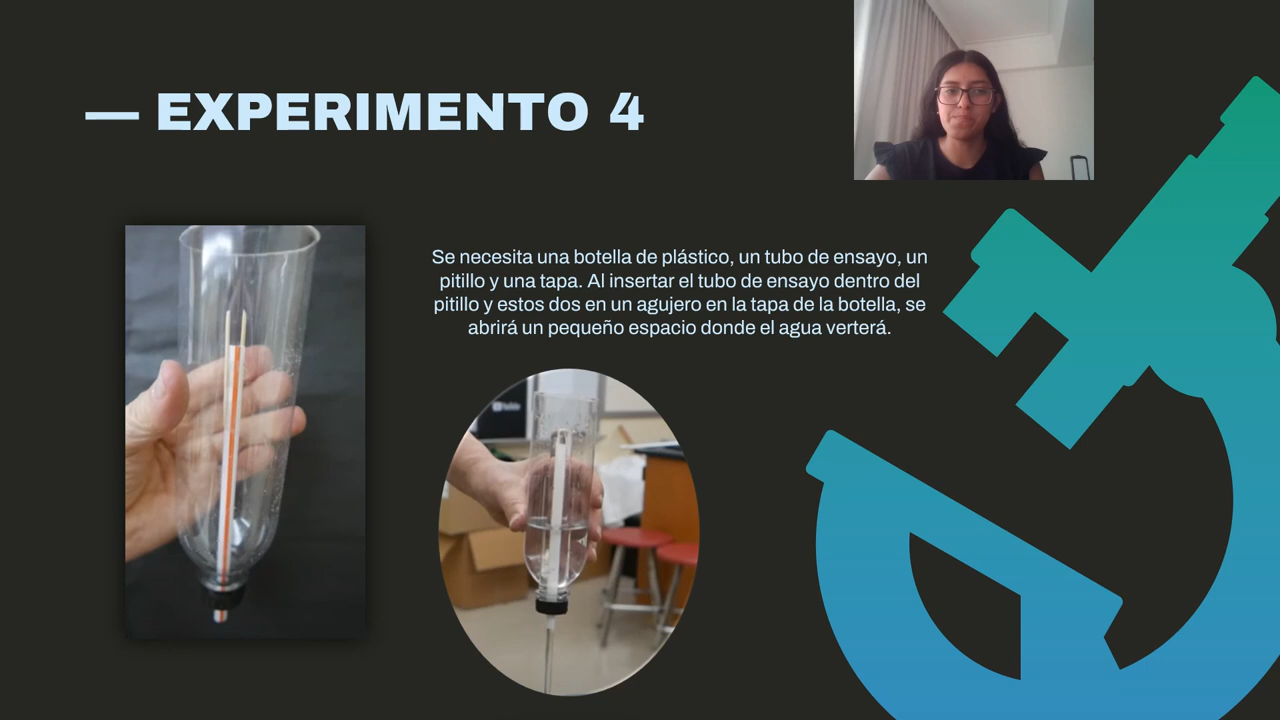 — EXPERIMENTO 4
Se necesita una botella de plástico, un tubo de ensayo, un
pitillo y una tapa. Al insertar el tubo de ensayo dentro del
pitillo y estos dos en un agujero en la tapa de la botella, se
abrirá un pequeño espacio donde el agua verterá.